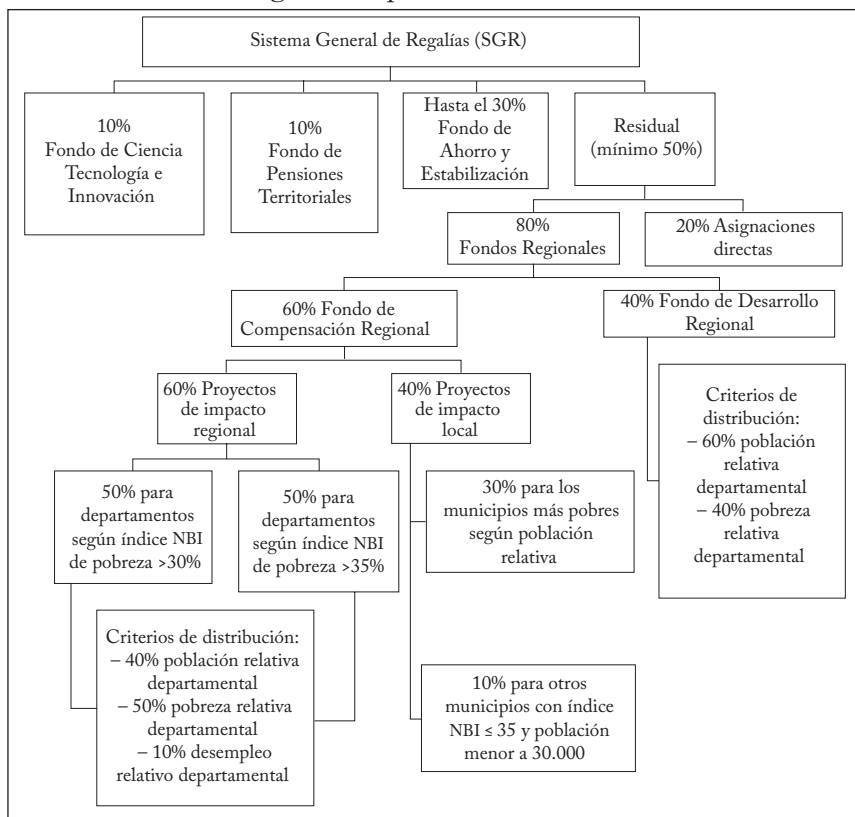 Sistema General de Regalías (SGR)
10%
Fondo de Ciencia
Tecnología e
Innovación
10%
Fondo de
Pensiones
Territoriales
Hasta el 30%
Fondo de
Ahorro y
Estabilización
Residual
(mínimo 50%)
80%
Fondos Regionales
20% Asignaciones
directas
60% Fondo de
Compensación Regional
40% Fondo de Desarrollo
Regional
60% Proyectos
de impacto
regional
40% Proyectos
de impacto
local
Criterios de
distribución:
– 60% población
relativa
departamental
– 40% pobreza
relativa
departamental
50% para
departamentos
según índice NBI
de pobreza >30%
50% para
departamentos
según índice NBI
de pobreza >35%
30% para los
municipios más pobres
según población
relativa
Criterios de distribución:
– 40% población relativa
departamental
– 50% pobreza relativa
departamental
– 10% desempleo
relativo departamental
10% para otros
municipios con índice
NBI ≤ 35 y población
menor a 30.000